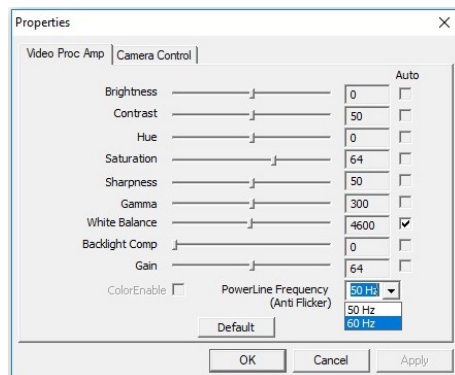 Properties
Video Proc Amp Camera Control
Auto
Brightness 0
Contrast 50
Hue 0
Saturation 64
Sharpness 50
Gamma 300
White Balance 4600
Backlight Comp 0
Gain 64
ColorEnable PowerLine Frequency 50 Hz
(Anti Flicker)
50 Hz
60 Hz
Default
OK Cancel Apply